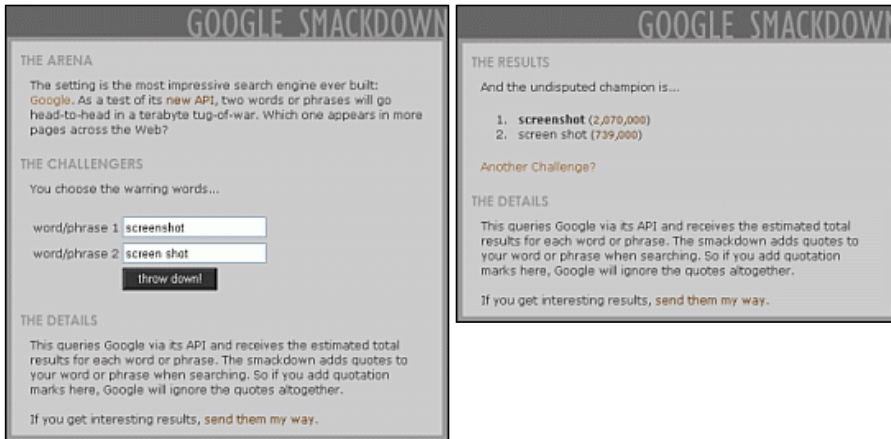 GOOGLE SMACKDOWN
THE ARENA
The setting is the most impressive search engine ever built:
Google. As a test of its new API, two words or phrases will go
head-to-head in a terabyte tug-of-war. Which one appears in more
pages across the Web?
THE CHALLENGERS
You choose the warring words...
word/phrase 1 screenshot
word/phrase 2 screen shot
throw down!
THE DETAILS
This queries Google via its API and receives the estimated total
results for each word or phrase. The smackdown adds quotes to
your word or phrase when searching. So if you add quotation
marks here, Google will ignore the quotes altogether.
If you get interesting results, send them my way.
GOOGLE SMACKDOWN
THE RESULTS
And the undisputed champion is...
1. screenshot (2,070,000)
2. screen shot (739,000)
Another Challenge?
THE DETAILS
This queries Google via its API and receives the estimated total
results for each word or phrase. The smackdown adds quotes to
your word or phrase when searching. So if you add quotation
marks here, Google will ignore the quotes altogether.
If you get interesting results, send them my way.